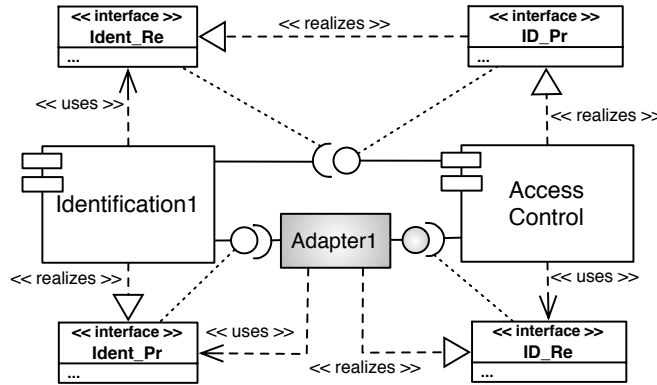 << interface >>
Ident_Re
...
<< realizes >>
<< interface >>
ID_Pr
...
<< uses >>
<< realizes >>
Identification1
Access
Control
Adapter1
<< realizes >>
<< uses >>
<< interface >>
Ident_Pr
...
<< uses >>
<< realizes >>
<< interface >>
ID_Re
...